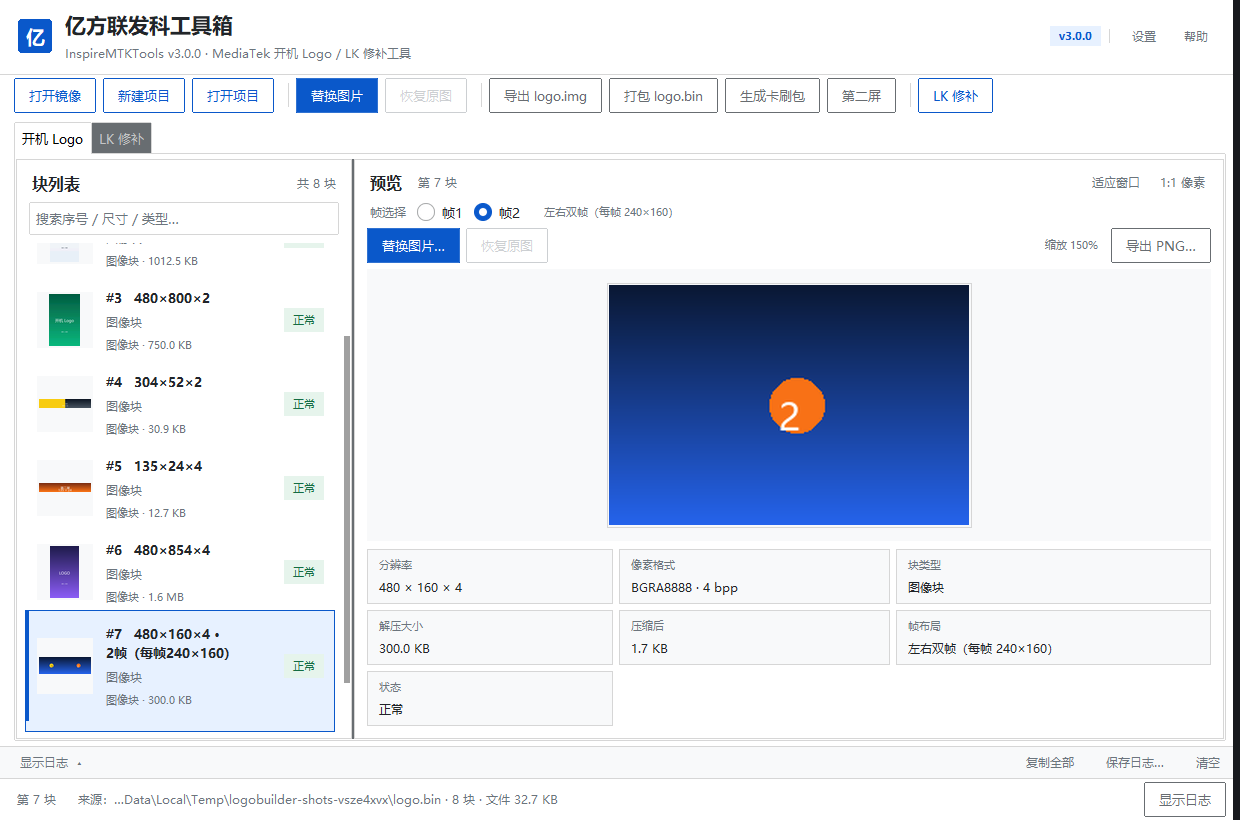 亿
亿方联发科工具箱
InspireMTKTools v3.0.0 · MediaTek 开机 Logo / LK 修补工具
v3.0.0
设置
帮助
打开镜像
新建项目
打开项目
替换图片
恢复原图
导出 logo.img
打包 logo.bin
生成卡刷包
第二屏
LK 修补
开机 Logo
LK 修补
块列表
共 8 块
搜索序号 / 尺寸 / 类型...
图像块 · 1012.5 KB
#3 480×800×2
图像块
图像块 · 750.0 KB
正常
#4 304×52×2
图像块
图像块 · 30.9 KB
正常
#5 135×24×4
图像块
图像块 · 12.7 KB
正常
#6 480×854×4
图像块
图像块 · 1.6 MB
正常
#7 480×160×4 •
2帧（每帧240×160）
图像块
图像块 · 300.0 KB
正常
预览
第 7 块
适应窗口
1:1 像素
帧选择
帧1
帧2
左右双帧（每帧 240×160）
替换图片...
恢复原图
缩放 150%
导出 PNG...
2
分辨率
480 × 160 × 4
像素格式
BGRA8888 · 4 bpp
块类型
图像块
解压大小
300.0 KB
压缩后
1.7 KB
帧布局
左右双帧（每帧 240×160）
状态
正常
显示日志
复制全部
保存日志...
清空
第 7 块
来源：...Data\Local\Temp\logobuilder-shots-vsze4xvx\logo.bin · 8 块 · 文件 32.7 KB
显示日志